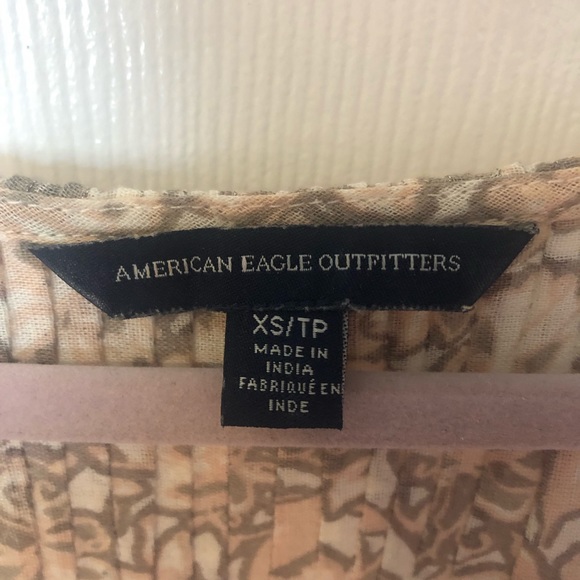 AMERICAN EAGLE OUTFITTERS
XS/TP
MADE IN
INDIA
FABRIQUÉ EN
INDE